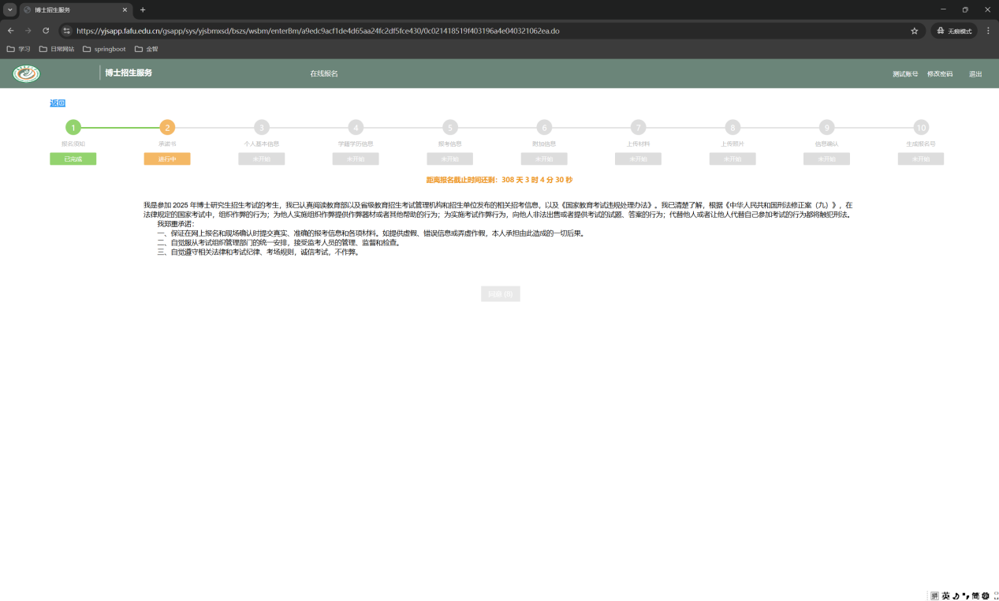 博士招生服务
https://yjsapp.fafu.edu.cn/gsapp/sys/yjsbmxsd/bszs/wsbm/enterBm/a9edc9acf1de4d65aa24fc2df5fce430/0c021418519f403196a4e040321062ea.do
无痕模式
学习 日常网站 springboot 金智
博士招生服务 在线报名 测试账号 修改密码 退出
返回
1 2 3 4 5 6 7 8 9 10
报名须知 承诺书 个人基本信息 学籍学历信息 报考信息 附加信息 上传材料 上传照片 信息确认 生成报名号
已完成 进行中 未开始 未开始 未开始 未开始 未开始 未开始 未开始 未开始
距离报名截止时间还剩：308 天 3 时 4 分 30 秒
我是参加 2025 年博士研究生招生考试的考生，我已认真阅读教育部以及省级教育招生考试管理机构和招生单位发布的相关招考信息，以及《国家教育考试违规处理办法》。我已清楚了解，根据《中华人民共和国刑法修正案（九）》，在
法律规定的国家考试中，组织作弊的行为；为他人实施组织作弊提供作弊器材或者其他帮助的行为；为实施考试作弊行为，向他人非法出售或者提供考试的试题、答案的行为；代替他人或者让他人代替自己参加考试的行为都将触犯刑法。
我郑重承诺：
一、保证在网上报名和现场确认时提交真实、准确的报考信息和各项材料。如提供虚假、错误信息或弄虚作假，本人承担由此造成的一切后果。
二、自觉服从考试组织管理部门的统一安排，接受监考人员的管理、监督和检查。
三、自觉遵守相关法律和考试纪律、考场规则，诚信考试，不作弊。
拼 英 简